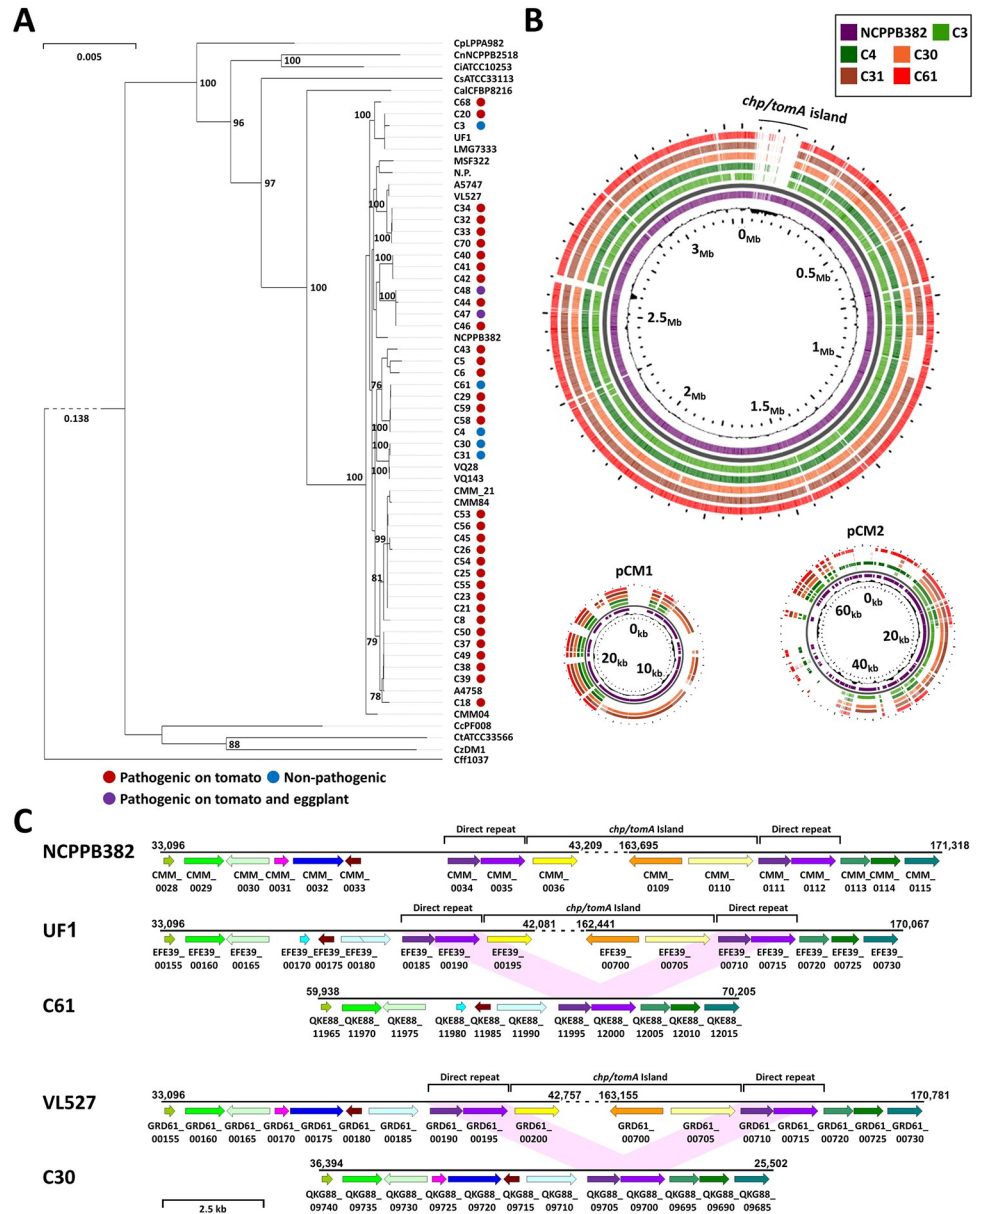 A
0.005
100
100
96
97
100
100
100
100
100
100
76
100
100
100
100
99
81
79
78
88
0.138
CpLPPA982
CnNCPPB2518
CiATCC10253
CsATCC33113
CalCFBP8216
C68
C20
C3
UF1
LMG7333
MSF322
N.P.
A5747
VL527
C34
C32
C33
C70
C40
C41
C42
C48
C44
C47
C46
NCPPB382
C43
C5
C6
C61
C29
C59
C58
C4
C30
C31
VQ28
VQ143
CMM_21
CMM84
C53
C56
C45
C26
C54
C25
C55
C23
C21
C8
C50
C37
C49
C38
C39
A4758
C18
CMM04
CcPF008
CtATCC33566
CzDM1
Cff1037
Pathogenic on tomato Non-pathogenic
Pathogenic on tomato and eggplant
B
NCPPB382 C3
C4 C30
C31 C61
chp/tomA island
0Mb
0.5Mb
1Mb
1.5Mb
2Mb
2.5Mb
3Mb
pCM1
0kb
10kb
20kb
pCM2
0kb
20kb
40kb
60kb
C
NCPPB382
Direct repeat chp/tomA Island Direct repeat
33,096 43,209 163,695 171,318
CMM_ CMM_ CMM_ CMM_ CMM_ CMM_ CMM_ CMM_ CMM_ CMM_ CMM_ CMM_ CMM_ CMM_ CMM_ CMM_
0028 0029 0030 0031 0032 0033 0034 0035 0036 0109 0110 0111 0112 0113 0114 0115
UF1
Direct repeat chp/tomA Island Direct repeat
33,096 42,081 162,441 170,067
EFE39_ EFE39_ EFE39_ EFE39_ EFE39_ EFE39_ EFE39_ EFE39_ EFE39_ EFE39_ EFE39_ EFE39_ EFE39_ EFE39_ EFE39_ EFE39_
00155 00160 00165 00170 00175 00180 00185 00190 00195 00700 00705 00710 00715 00720 00725 00730
C61
59,938 70,205
QKE88_ QKE88_ QKE88_ QKE88_ QKE88_ QKE88_ QKE88_ QKE88_ QKE88_ QKE88_ QKE88_
11965 11970 11975 11980 11985 11990 11995 12000 12005 12010 12015
VL527
Direct repeat chp/tomA Island Direct repeat
33,096 42,757 163,155 170,781
GRD61_ GRD61_ GRD61_ GRD61_ GRD61_ GRD61_ GRD61_ GRD61_ GRD61_ GRD61_ GRD61_ GRD61_ GRD61_ GRD61_ GRD61_ GRD61_ GRD61_
00155 00160 00165 00170 00175 00180 00185 00190 00195 00200 00700 00705 00710 00715 00720 00725 00730
C30
36,394 25,502
QKG88_ QKG88_ QKG88_ QKG88_ QKG88_ QKG88_ QKG88_ QKG88_ QKG88_ QKG88_ QKG88_ QKG88_
09740 09735 09730 09725 09720 09715 09710 09705 09700 09695 09690 09685
2.5 kb